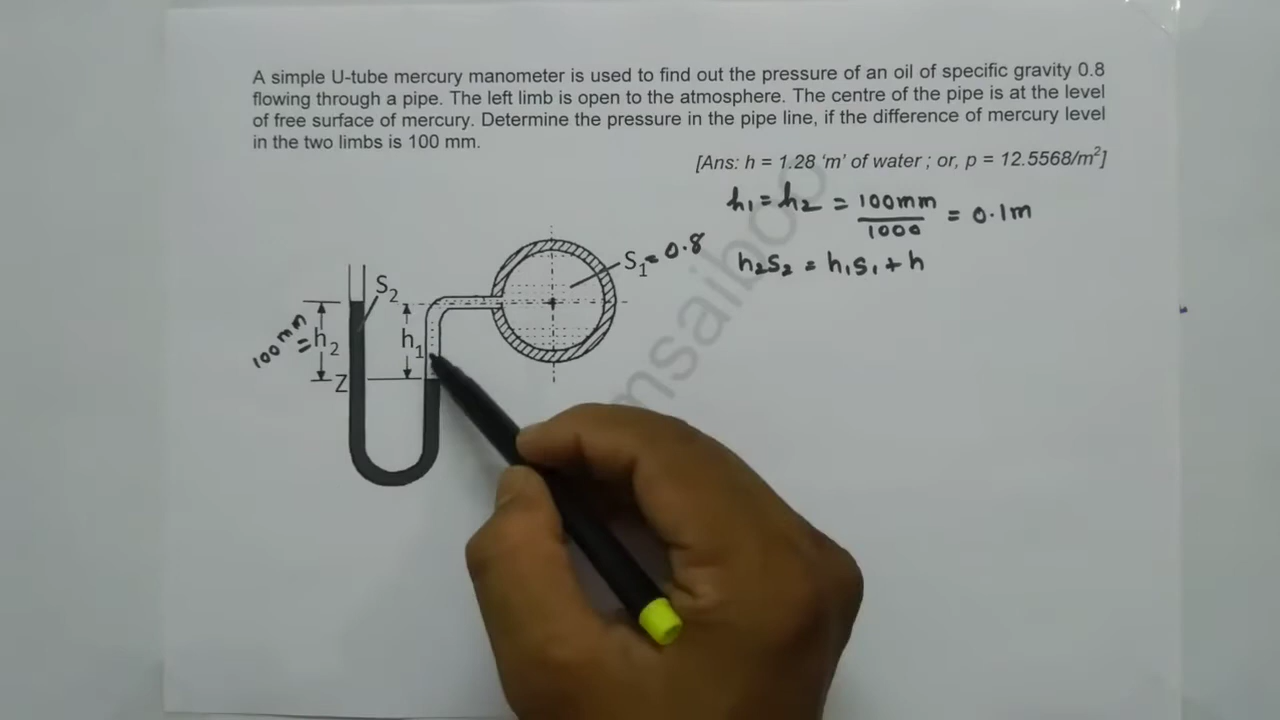 A simple U-tube mercury manometer is used to find out the pressure of an oil of specific gravity 0.8
flowing through a pipe. The left limb is open to the atmosphere. The centre of the pipe is at the level
of free surface of mercury. Determine the pressure in the pipe line, if the difference of mercury level
in the two limbs is 100 mm.
[Ans: h = 1.28 ‘m’ of water ; or, p = 12.5568/m²]
h₁ = h₂ = 100mm/1000 = 0.1m
h₂S₂ = h₁S₁ + h
S₁ = 0.8
S₂
100mm = h₂
h₁
Z